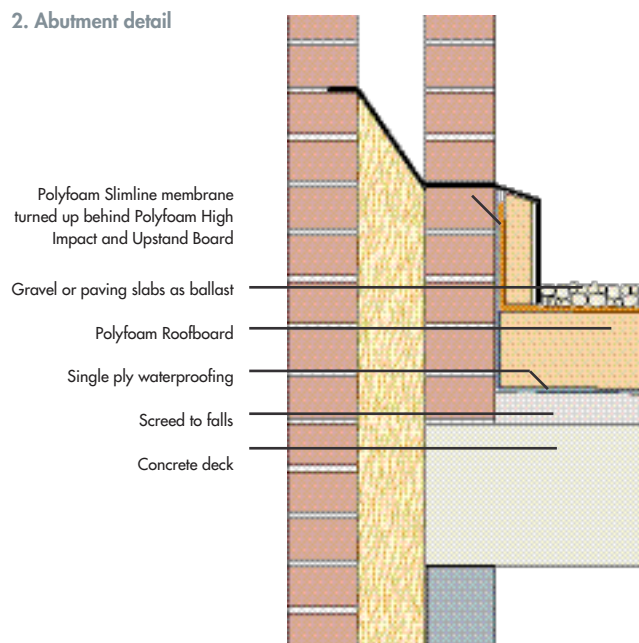 2. Abutment detail
Polyfoam Slimline membrane
turned up behind Polyfoam High
Impact and Upstand Board
Gravel or paving slabs as ballast
Polyfoam Roofboard
Single ply waterproofing
Screed to falls
Concrete deck